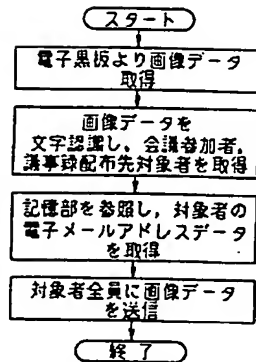 スタート
電子黒板より画像データ
取得
画像データを
文字認識し、会議参加者,
議事録配布先対象者を取得
記憶部を参照し,対象者の
電子メールアドレスデータ
を取得
対象者全員に画像データ
を送信
終了